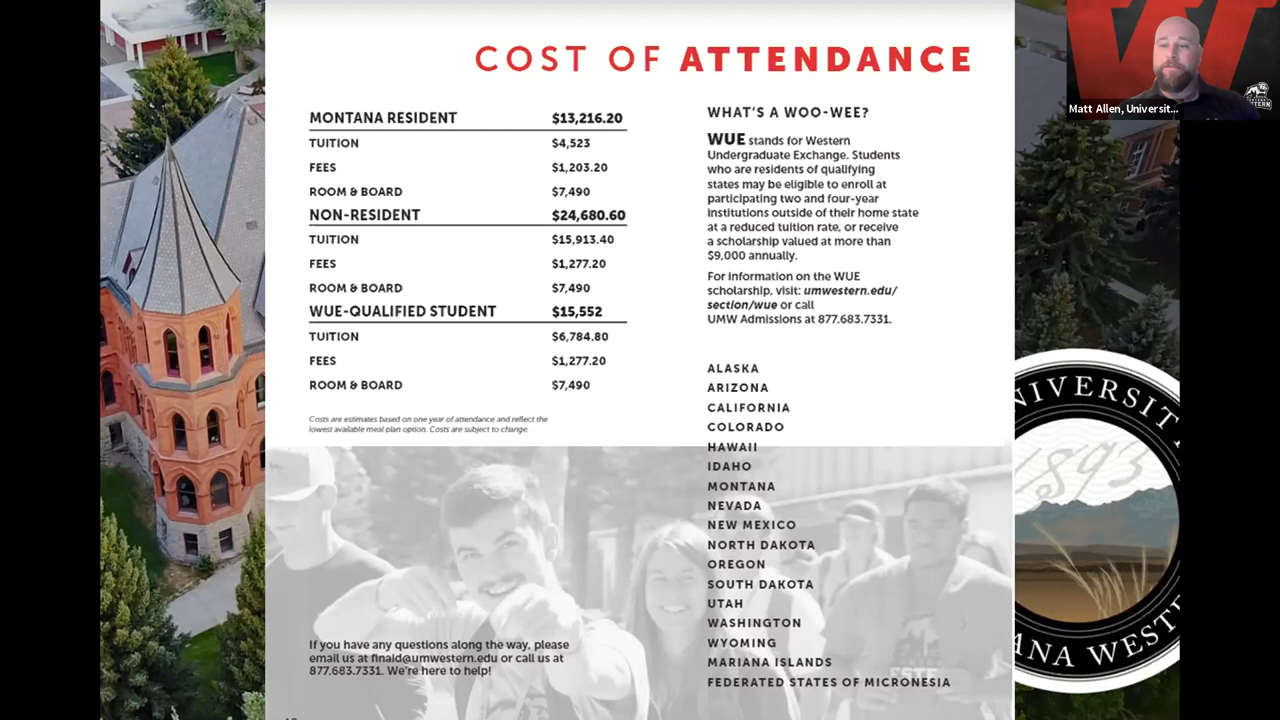 COST OF ATTENDANCE
MONTANA RESIDENT $13,216.20
TUITION $4,523
FEES $1,203.20
ROOM & BOARD $7,490
NON-RESIDENT $24,680.60
TUITION $15,913.40
FEES $1,277.20
ROOM & BOARD $7,490
WUE-QUALIFIED STUDENT $15,552
TUITION $6,784.80
FEES $1,277.20
ROOM & BOARD $7,490
Costs are estimates based on one year of attendance and reflect the
lowest available meal plan option. Costs are subject to change.
If you have any questions along the way, please
email us at finaid@umwestern.edu or call us at
877.683.7331. We're here to help!
WHAT'S A WOO-WEE?
WUE stands for Western
Undergraduate Exchange. Students
who are residents of qualifying
states may be eligible to enroll at
participating two and four-year
institutions outside of their home state
at a reduced tuition rate, or receive
a scholarship valued at more than
$9,000 annually.
For information on the WUE
scholarship, visit: umwestern.edu/
section/wue or call
UMW Admissions at 877.683.7331.
ALASKA
ARIZONA
CALIFORNIA
COLORADO
HAWAII
IDAHO
MONTANA
NEVADA
NEW MEXICO
NORTH DAKOTA
OREGON
SOUTH DAKOTA
UTAH
WASHINGTON
WYOMING
MARIANA ISLANDS
FEDERATED STATES OF MICRONESIA
W
Matt Allen, Universit...
NIVERSIT
1893
ANA WESTE